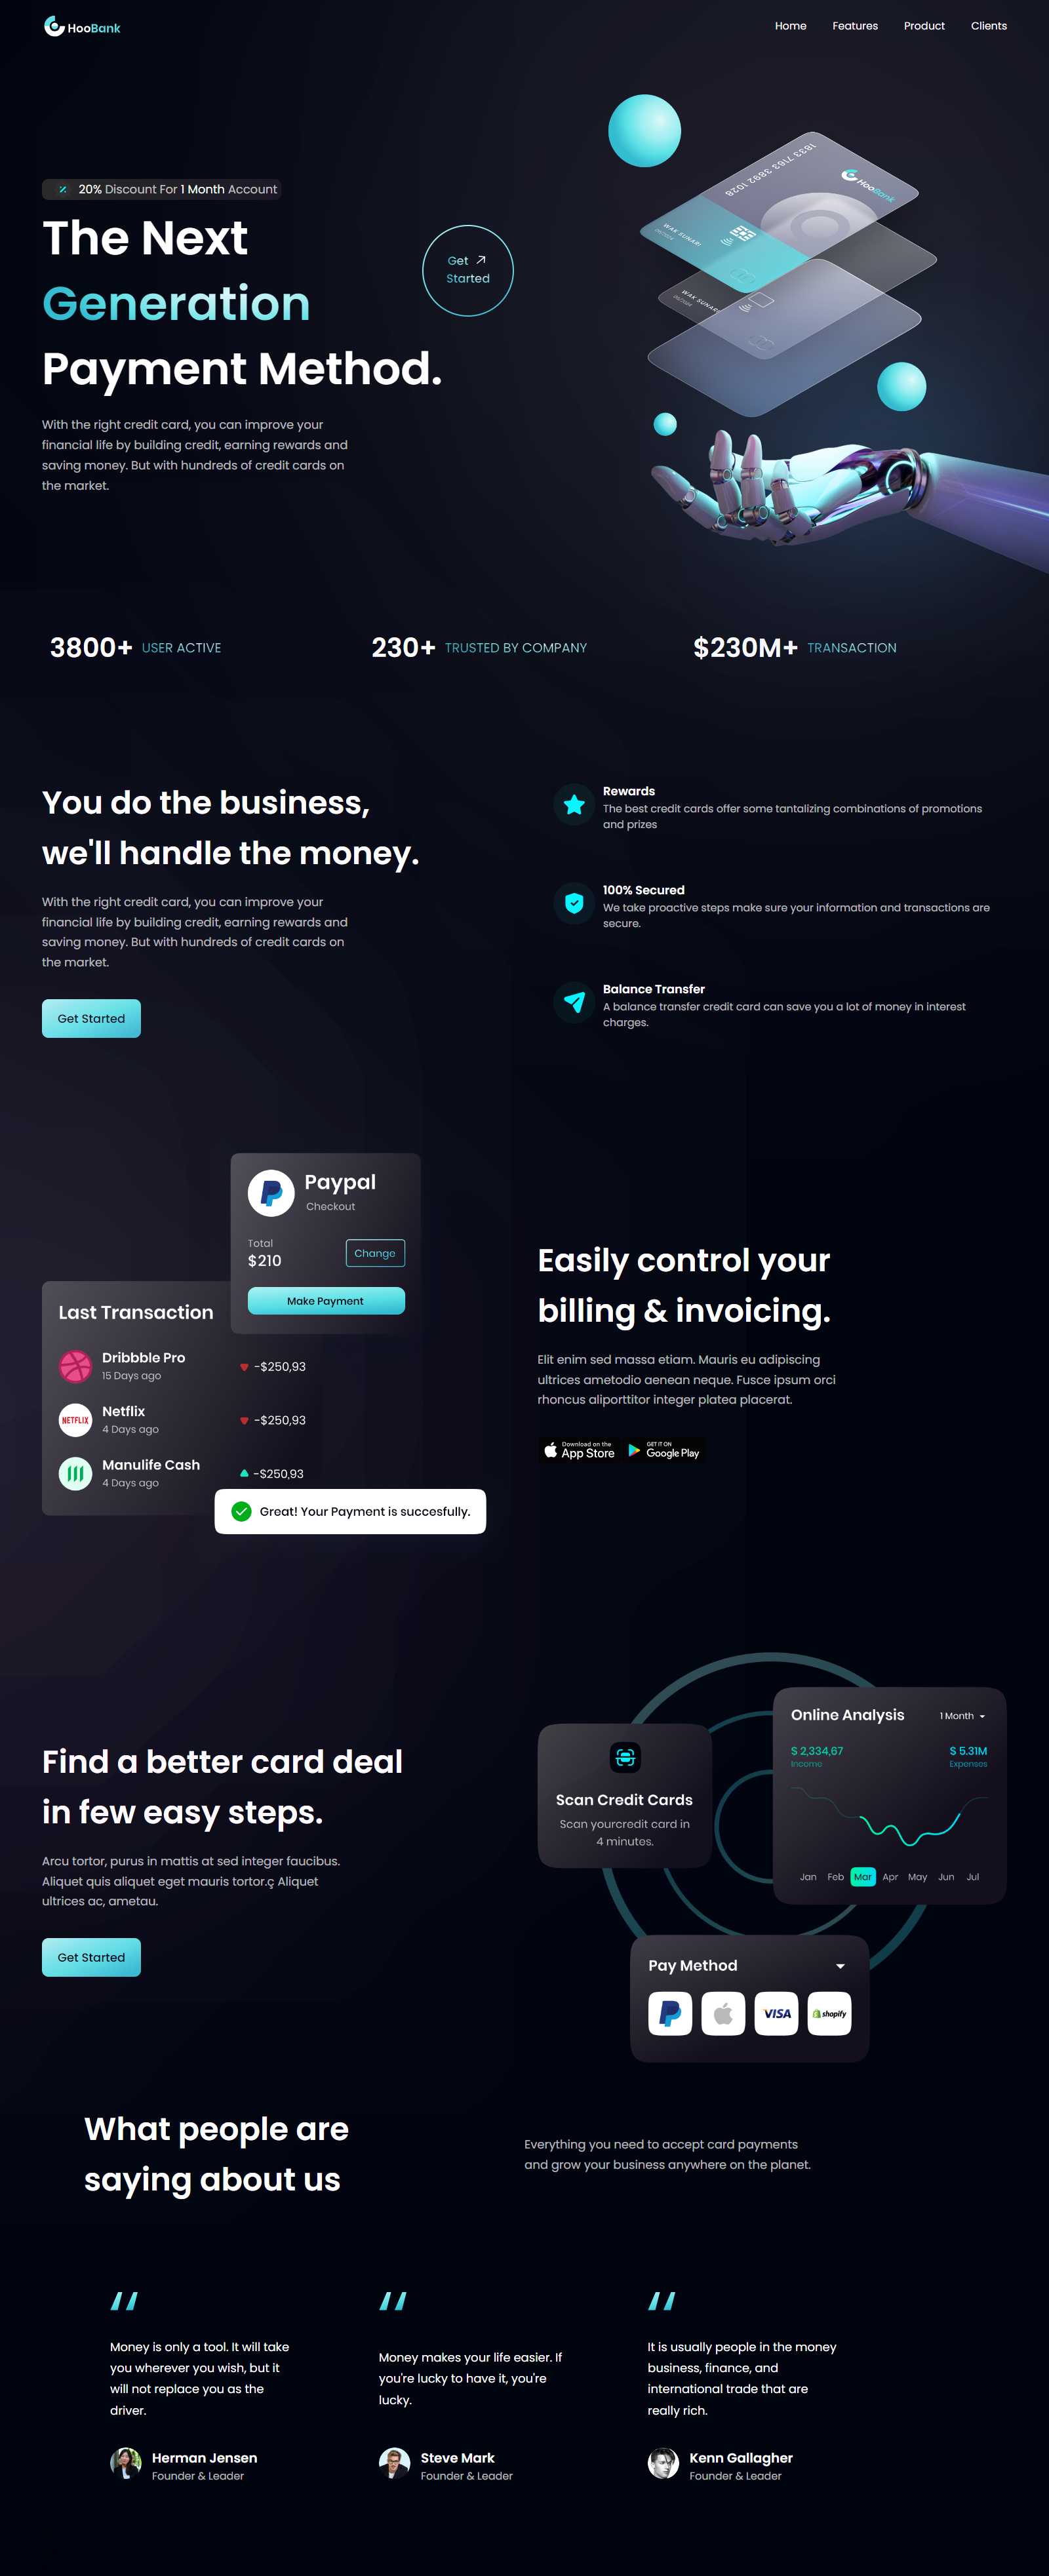 HooBank
Home Features Product Clients
1833 7163 3892 1028
HooBank
WAK SUNARI
09/2024
WAK SUNARI
09/2024
20% Discount For 1 Month Account
The Next
Generation
Payment Method.
Get
Started
With the right credit card, you can improve your
financial life by building credit, earning rewards and
saving money. But with hundreds of credit cards on
the market.
3800+ USER ACTIVE
230+ TRUSTED BY COMPANY
$230M+ TRANSACTION
You do the business,
we'll handle the money.
With the right credit card, you can improve your
financial life by building credit, earning rewards and
saving money. But with hundreds of credit cards on
the market.
Get Started
Rewards
The best credit cards offer some tantalizing combinations of promotions
and prizes
100% Secured
We take proactive steps make sure your information and transactions are
secure.
Balance Transfer
A balance transfer credit card can save you a lot of money in interest
charges.
Paypal
Checkout
Total
$210
Change
Make Payment
Last Transaction
Dribbble Pro
15 Days ago
-$250,93
NETFLIX
Netflix
4 Days ago
-$250,93
Manulife Cash
4 Days ago
-$250,93
Great! Your Payment is succesfully.
Easily control your
billing & invoicing.
Elit enim sed massa etiam. Mauris eu adipiscing
ultrices ametodio aenean neque. Fusce ipsum orci
rhoncus aliporttitor integer platea placerat.
Download on the
App Store
GET IT ON
Google Play
Find a better card deal
in few easy steps.
Arcu tortor, purus in mattis at sed integer faucibus.
Aliquet quis aliquet eget mauris tortor.ç Aliquet
ultrices ac, ametau.
Get Started
Scan Credit Cards
Scan yourcredit card in
4 minutes.
Online Analysis
1 Month
$ 2,334,67
Income
$ 5.31M
Expenses
Jan Feb Mar Apr May Jun Jul
Pay Method
VISA
shopify
What people are
saying about us
Everything you need to accept card payments
and grow your business anywhere on the planet.
Money is only a tool. It will take
you wherever you wish, but it
will not replace you as the
driver.
Herman Jensen
Founder & Leader
Money makes your life easier. If
you're lucky to have it, you're
lucky.
Steve Mark
Founder & Leader
It is usually people in the money
business, finance, and
international trade that are
really rich.
Kenn Gallagher
Founder & Leader